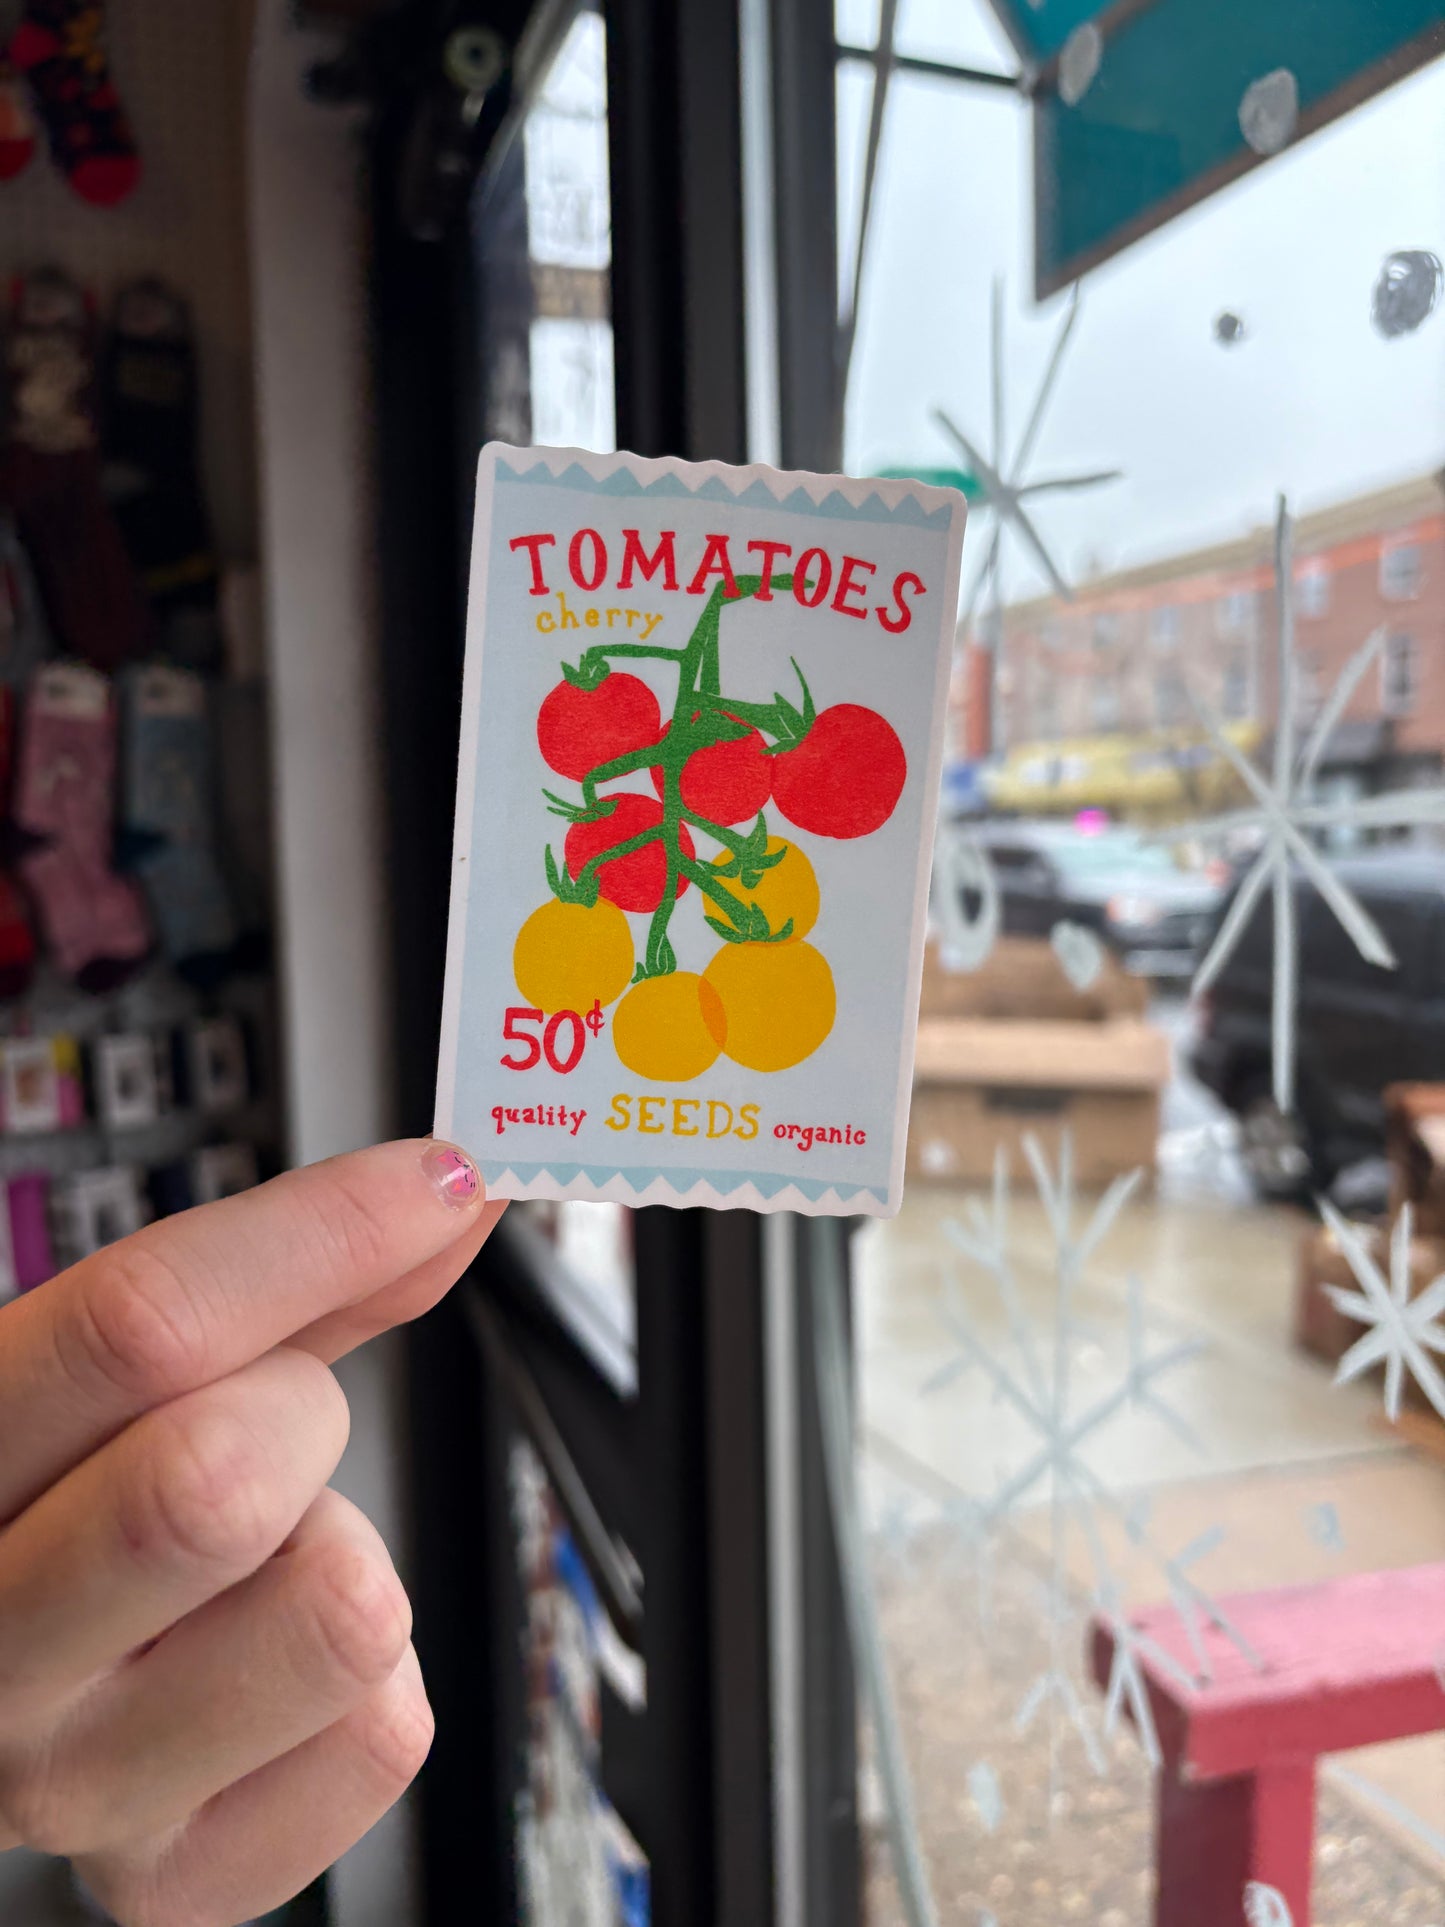 TOMATOES
cherry
50¢
quality SEEDS organic